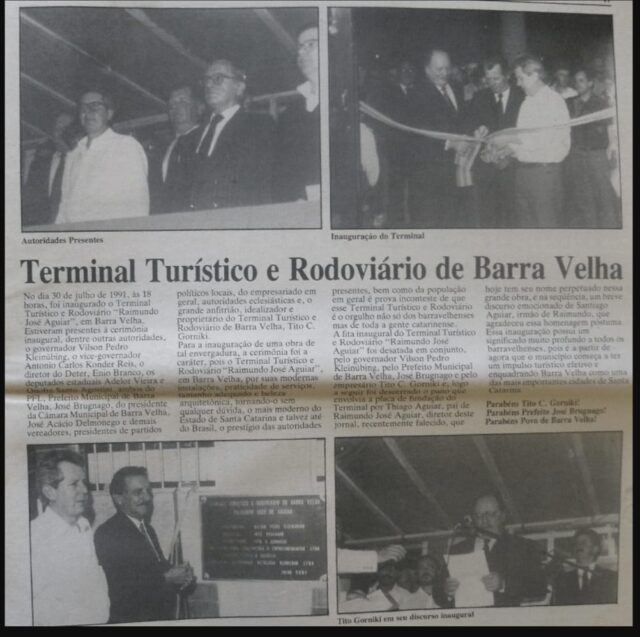 Autoridades Presentes
Inauguração do Terminal
Terminal Turístico e Rodoviário de Barra Velha
No dia 30 de julho de 1991, às 18
horas, foi inaugurado o Terminal
Turístico e Rodoviário "Raimundo
José Aguiar", em Barra Velha.
Estiveram presentes à cerimônia
inaugural, dentre outras autoridades,
o governador Vilson Pedro
Kleinübing, o vice-governador
Antonio Carlos Konder Reis, o
diretor do Deter, Enio Branco, os
deputados estaduais Adelor Vieira e
PFL, Prefeito Municipal de Barra
Velha, José Brugnago, do presidente
da Câmara Municipal de Barra Velha,
José Acácio Delmonego e demais
vereadores, presidentes de partidos
políticos locais, do empresariado em
geral, autoridades eclesiásticas e, o
grande anfitrião, idealizador e
proprietário do Terminal Turístico e
Rodoviário de Barra Velha, Tito C.
Gorniki.
Para a inauguração de uma obra de
tal envergadura, a cerimônia foi a
caráter, pois o Terminal Turístico e
Rodoviário "Raimundo José Aguiar",
em Barra Velha, por suas modernas
instalações, praticidade de serviços,
tamanho adequado e beleza
arquitetônica, tornando-o sem
qualquer dúvida, o mais moderno do
Estado de Santa Catarina e talvez até
do Brasil, o prestígio das autoridades
presentes, bem como da população
em geral é prova inconteste de que
esse Terminal Turístico e Rodoviário
é o orgulho não só dos barravelhenses
mas de toda a gente catarinense.
A fita inaugural do Terminal Turístico
e Rodoviário "Raimundo José Aguiar"
foi desatada em conjunto,
pelo governador Vilson Pedro
Kleinübing, pelo Prefeito Municipal
de Barra Velha, José Brugnago e pelo
empresário Tito C. Gorniki, e logo
a seguir foi descerrado o pano que
envolvia a placa de fundação do
Terminal por Thiago Aguiar, pai de
Raimundo José Aguiar, diretor deste
jornal, recentemente falecido, que
hoje tem seu nome perpetuado nessa
grande obra, e na seqüência, um breve
discurso emocionado de Santiago
Aguiar, irmão de Raimundo, que
agradeceu essa homenagem póstuma.
Essa inauguração possui um
significado muito profundo a todos os
barravelhenses, pois é a partir de
agora que o município começa a ter
um impulso turístico efetivo e
enquadrando Barra Velha como uma
das mais importantes cidades de Santa
Catarina.
Parabéns Tito C. Gorniki!
Parabéns Prefeito José Brugnago!
Parabéns Povo de Barra Velha!
Tito Gorniki em seu discurso inaugural